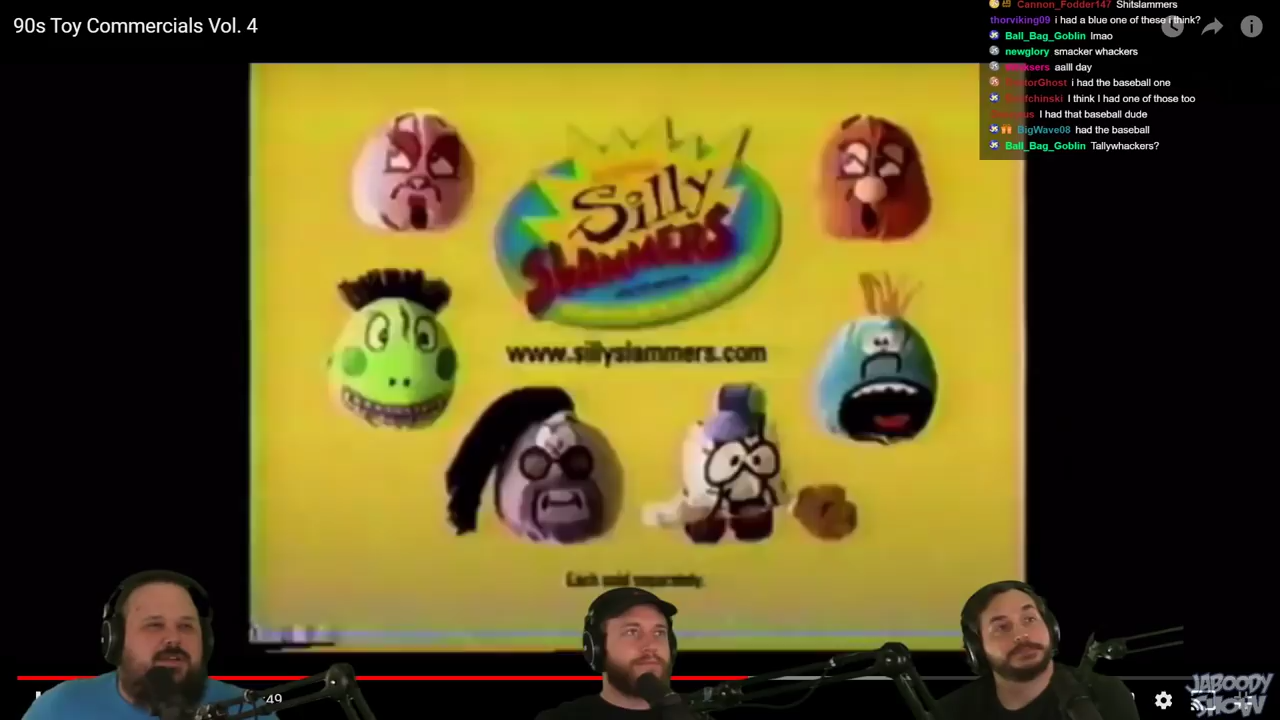 90s Toy Commercials Vol. 4
Cannon_Fodder147 Shitslammers
thorviking09 i had a blue one of these i think?
Ball_Bag_Goblin lmao
newglory smacker whackers
aalll day
i had the baseball one
I think I had one of those too
I had that baseball dude
BigWave08 had the baseball
Ball_Bag_Goblin Tallywhackers?
Silly
SLAMMERS
www.sillyslammers.com
Each sold separately.
:49
JABOODY
SHOW